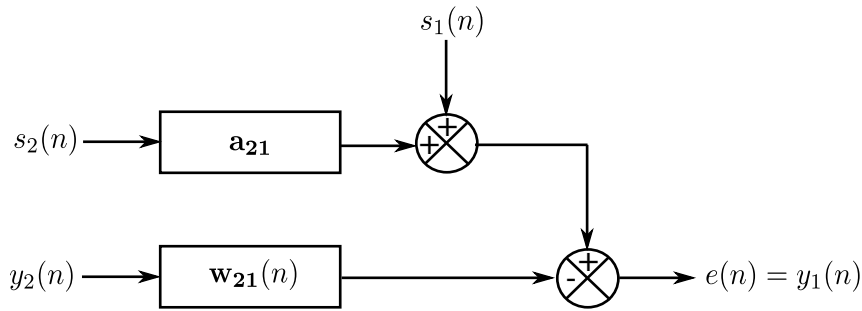 s₁(n)
s₂(n)
a₂₁
+
+
y₂(n)
w₂₁(n)
+
-
e(n) = y₁(n)